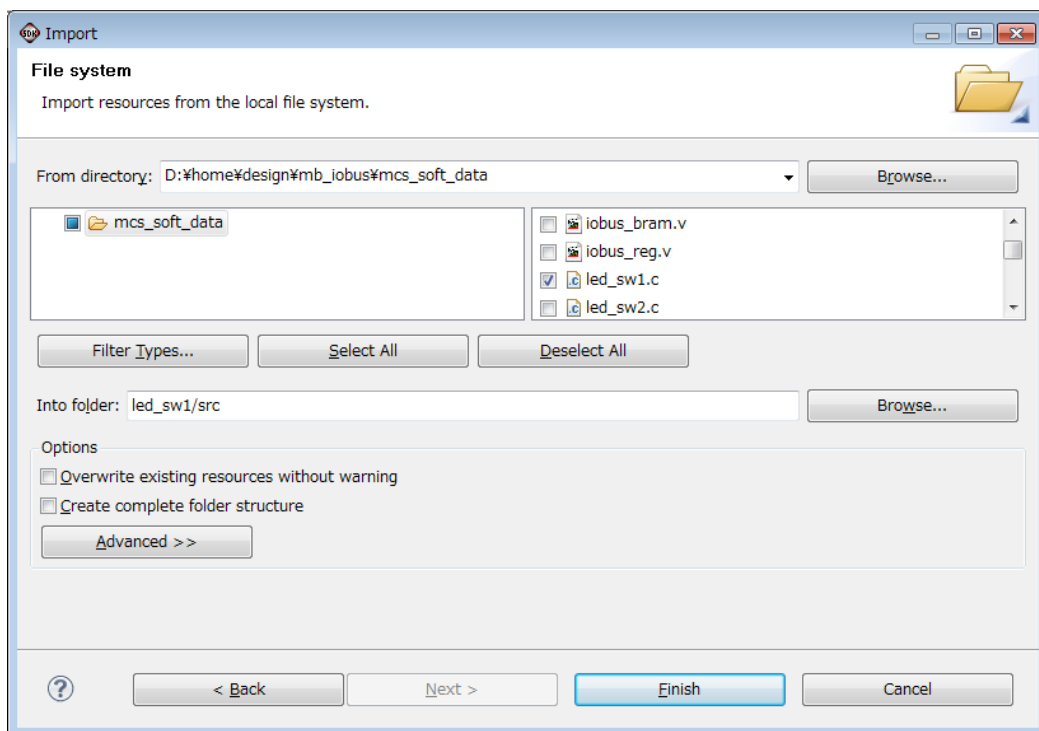 SDK Import
File system
Import resources from the local file system.
From directory: D:¥home¥design¥mb_iobus¥mcs_soft_data Browse...
mcs_soft_data
iobus_bram.v
iobus_reg.v
.c led_sw1.c
.c led_sw2.c
Filter Types... Select All Deselect All
Into folder: led_sw1/src Browse...
Options
Overwrite existing resources without warning
Create complete folder structure
Advanced >>
? < Back Next > Finish Cancel